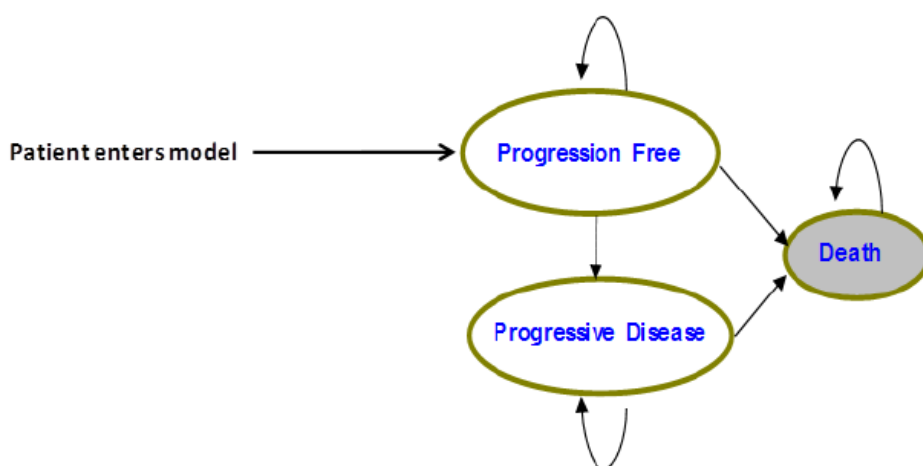 Patient enters model
Progression Free
Death
Progressive Disease